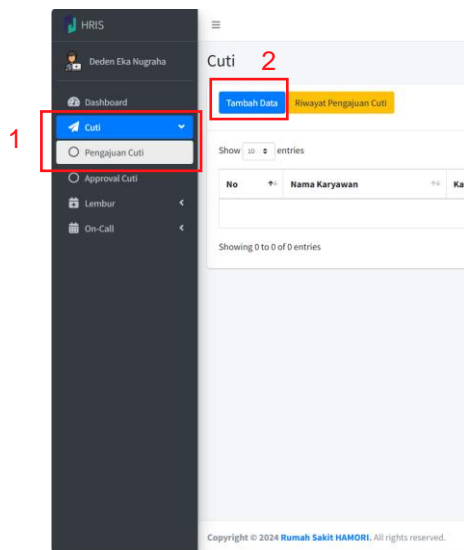 HRIS
Deden Eka Nugraha
Dashboard
1
Cuti
Pengajuan Cuti
Approval Cuti
Lembur
On-Call
Cuti
2
Tambah Data Riwayat Pengajuan Cuti
Show 10 entries
No Nama Karyawan Ka
Showing 0 to 0 of 0 entries
Copyright © 2024 Rumah Sakit HAMORI. All rights reserved.